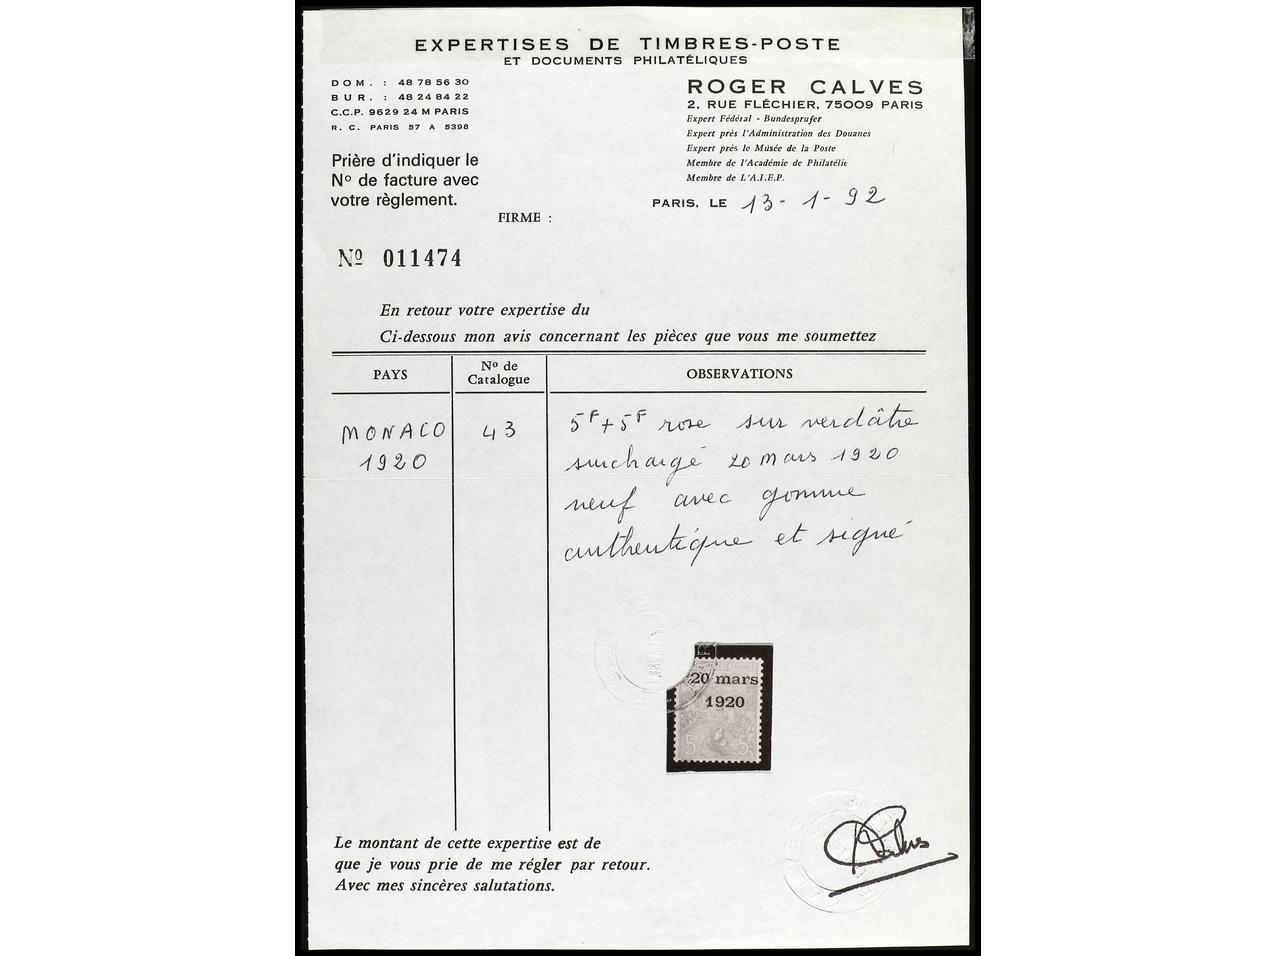 EXPERTISES DE TIMBRES-POSTE
ET DOCUMENTS PHILATÉLIQUES
DOM. : 48 78 56 30
BUR. : 48 24 84 22
C.C.P. 9629 24 M PARIS
R. C. PARIS 57 A 5398
ROGER CALVES
2, RUE FLÉCHIER, 75009 PARIS
Expert Fédéral - Bundesprufer
Expert près l'Administration des Douanes
Expert près le Musée de la Poste
Membre de l'Académie de Philatélie
Membre de L'A.I.E.P.
Prière d'indiquer le
Nº de facture avec
votre règlement.
PARIS, LE 13-1-92
FIRME :
Nº 011474
En retour votre expertise du
Ci-dessous mon avis concernant les pièces que vous me soumettez
PAYS
Nº de
Catalogue
OBSERVATIONS
MONACO
1920
43
5F + 5F rose sur verdâtre
surchargé 20 mars 1920
neuf avec gomme
authentique et signé
20 mars
1920
5 5
Le montant de cette expertise est de
que je vous prie de me régler par retour.
Avec mes sincères salutations.